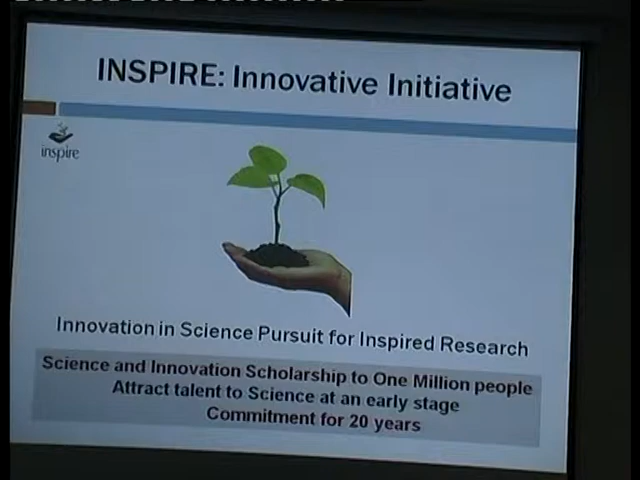 INSPIRE: Innovative Initiative
inspire
Innovation in Science Pursuit for Inspired Research
Science and Innovation Scholarship to One Million people
Attract talent to Science at an early stage
Commitment for 20 years